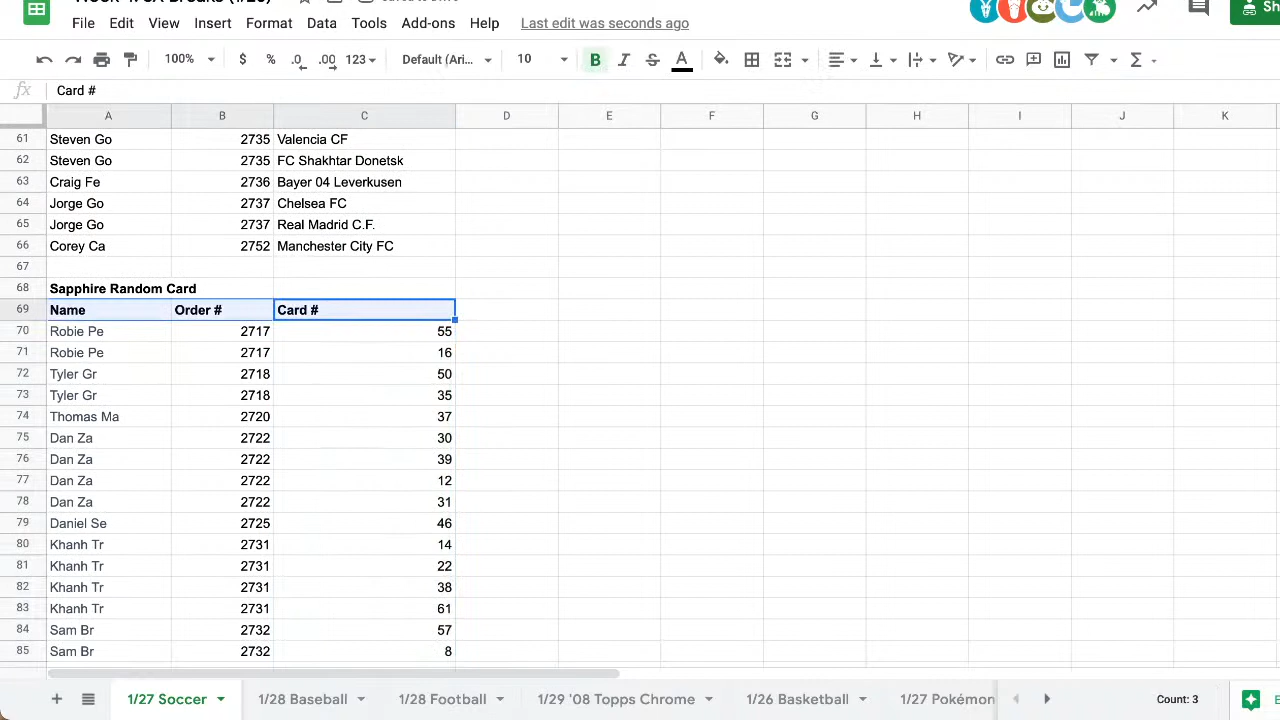 File Edit View Insert Format Data Tools Add-ons Help Last edit was seconds ago
100% $ % .0 .00 123 Default (Ari... 10 B I S A
fx Card #
A B C D E F G H I J K
61 Steven Go 2735 Valencia CF
62 Steven Go 2735 FC Shakhtar Donetsk
63 Craig Fe 2736 Bayer 04 Leverkusen
64 Jorge Go 2737 Chelsea FC
65 Jorge Go 2737 Real Madrid C.F.
66 Corey Ca 2752 Manchester City FC
67
68 Sapphire Random Card
69 Name Order # Card #
70 Robie Pe 2717 55
71 Robie Pe 2717 16
72 Tyler Gr 2718 50
73 Tyler Gr 2718 35
74 Thomas Ma 2720 37
75 Dan Za 2722 30
76 Dan Za 2722 39
77 Dan Za 2722 12
78 Dan Za 2722 31
79 Daniel Se 2725 46
80 Khanh Tr 2731 14
81 Khanh Tr 2731 22
82 Khanh Tr 2731 38
83 Khanh Tr 2731 61
84 Sam Br 2732 57
85 Sam Br 2732 8
1/27 Soccer 1/28 Baseball 1/28 Football 1/29 '08 Topps Chrome 1/26 Basketball 1/27 Pokémon Count: 3